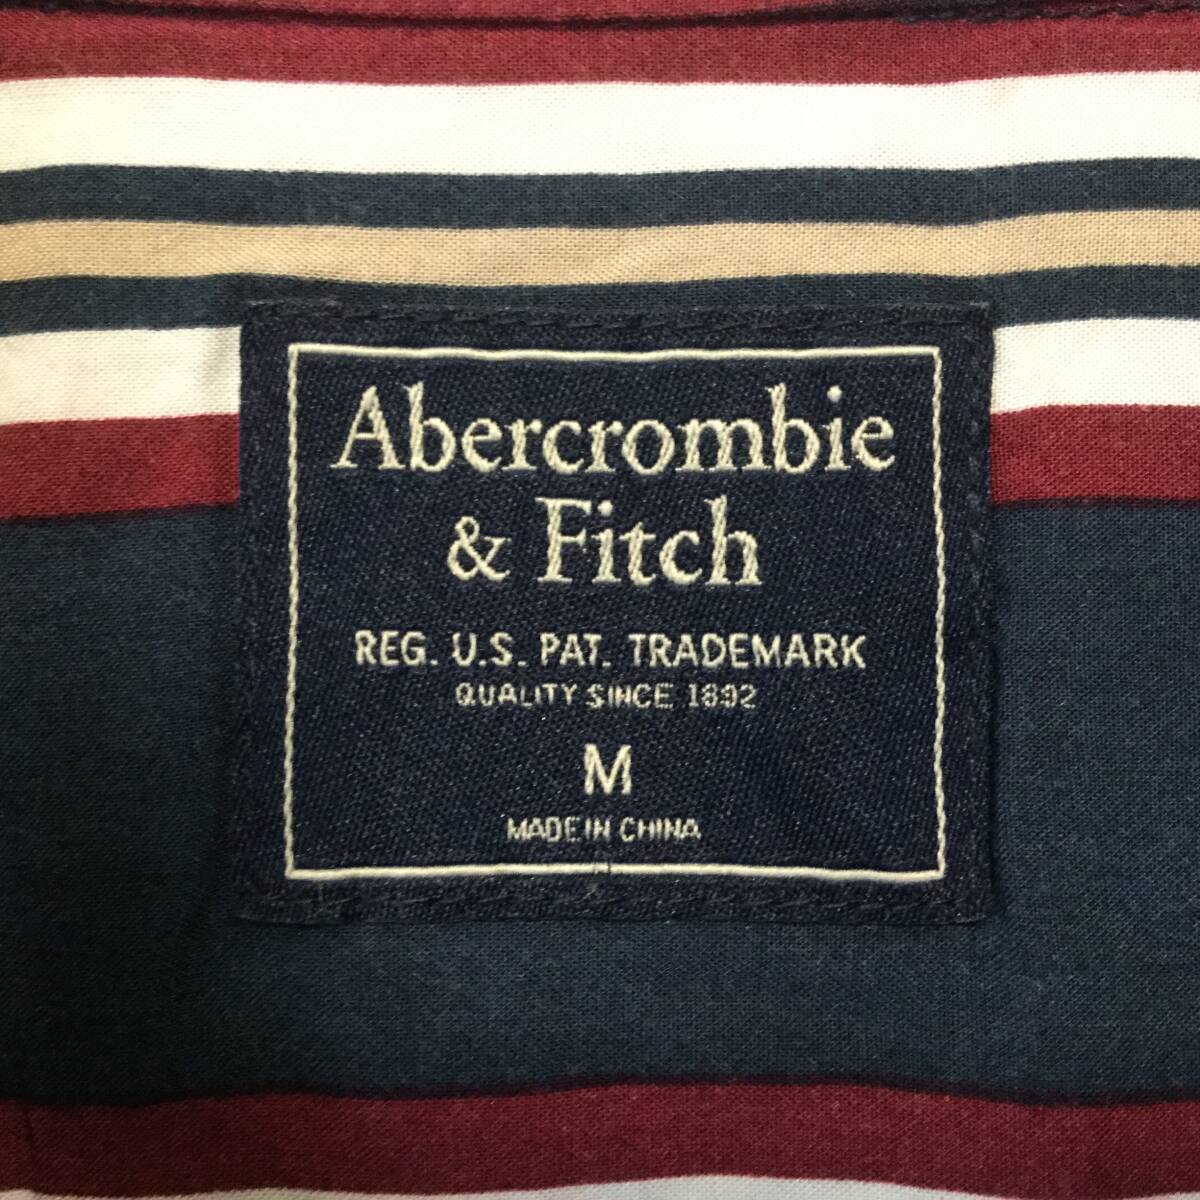 Abercrombie
& Fitch
REG. U.S. PAT. TRADEMARK
QUALITY SINCE 1892
M
MADE IN CHINA